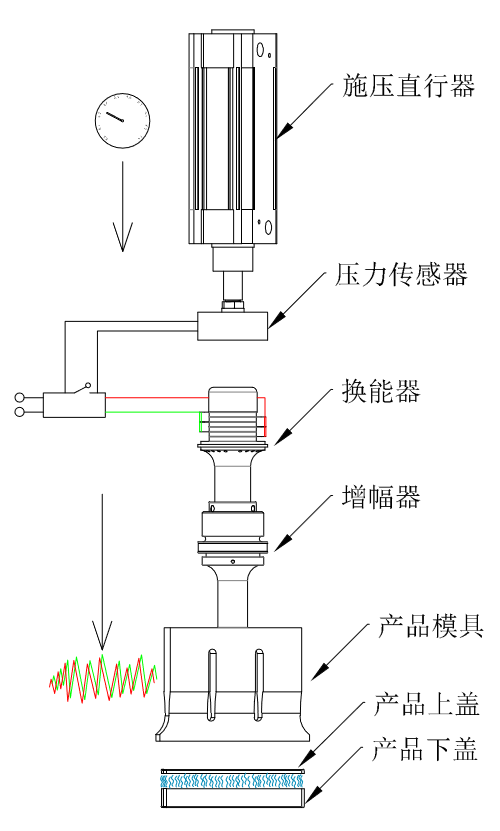 施压直行器
压力传感器
换能器
增幅器
产品模具
产品上盖
产品下盖